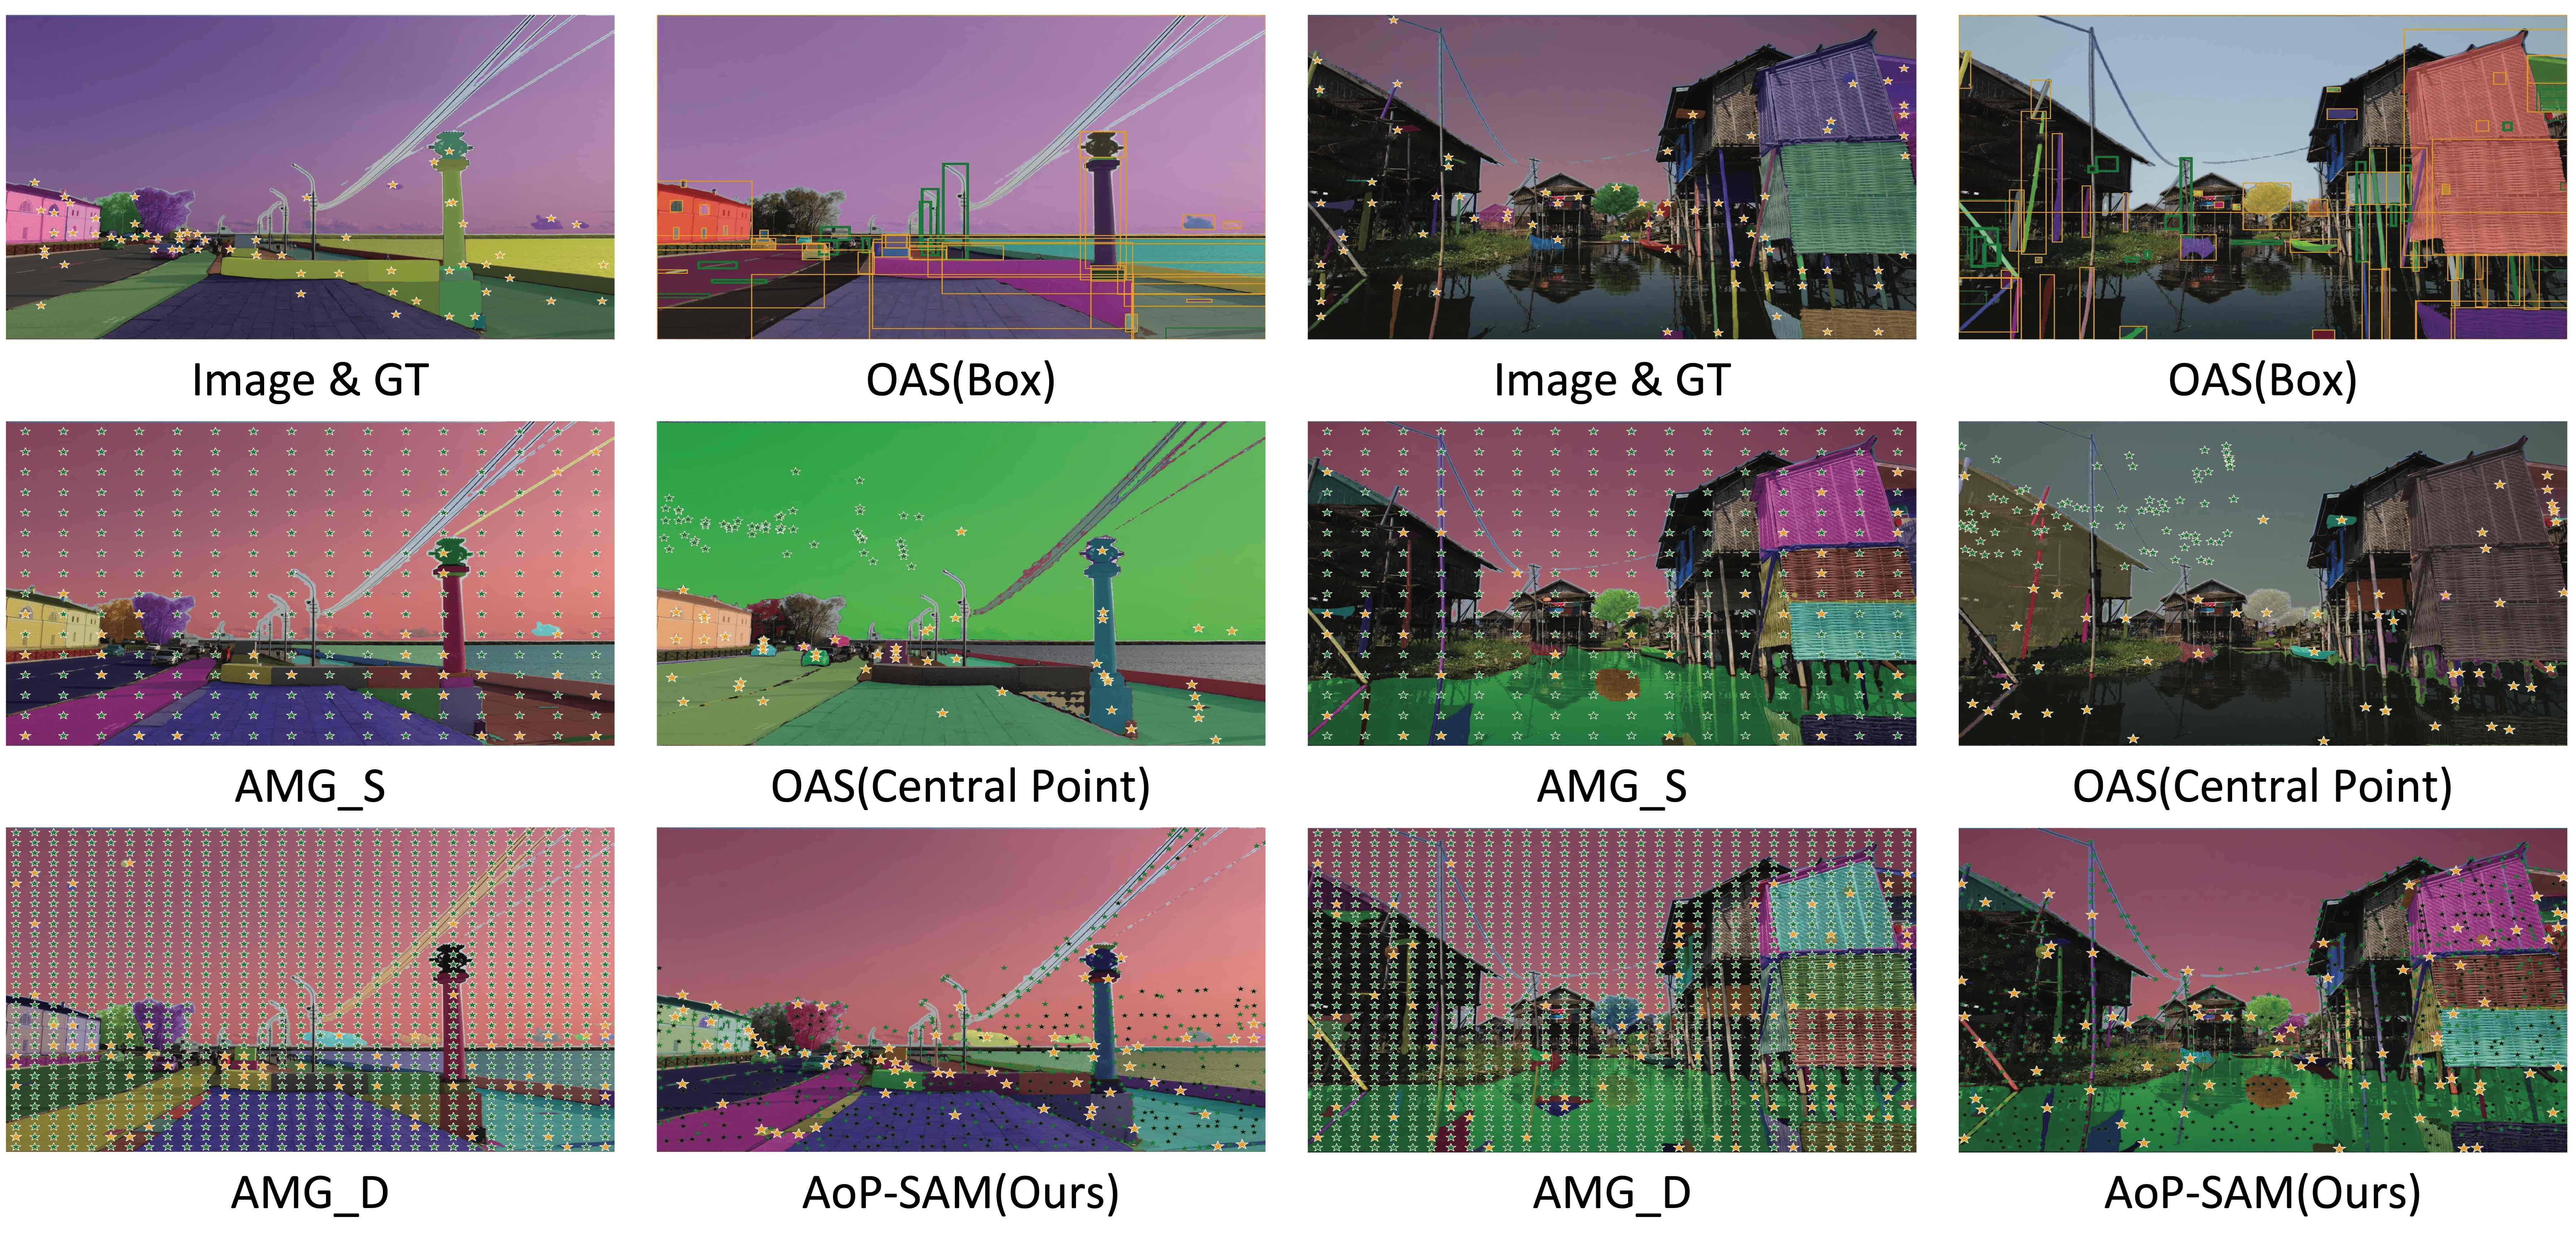 Image & GT
OAS(Box)
Image & GT
OAS(Box)
AMG_S
OAS(Central Point)
AMG_S
OAS(Central Point)
AMG_D
AoP-SAM(Ours)
AMG_D
AoP-SAM(Ours)